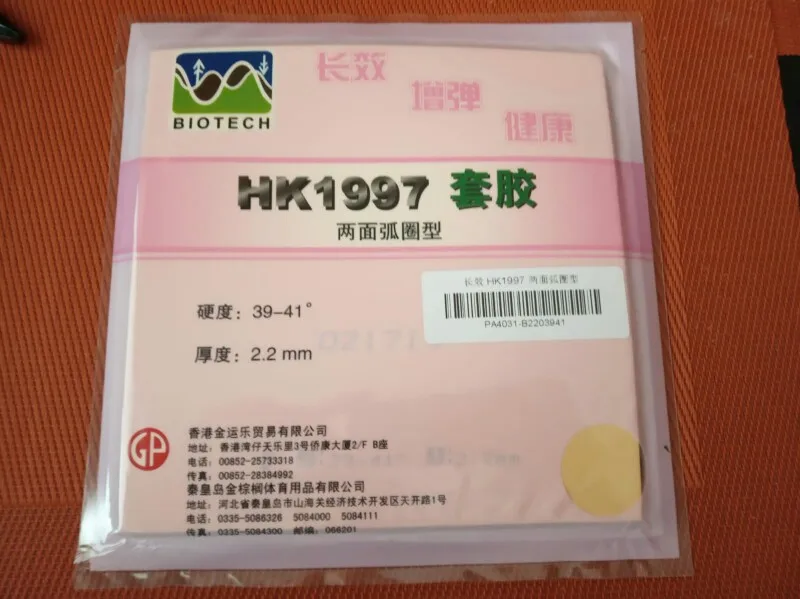 长效
增弹
健康
BIOTECH
HK1997 套胶
两面弧圈型
长效 HK1997 两面弧圈型
PA4031-B2203941
硬度：39-41°
厚度：2.2 mm
GP
香港金运乐贸易有限公司
地址：香港湾仔天乐里3号侨康大厦2/F B座
电话：00852-25733318
传真：00852-28384992
秦皇岛金棕榈体育用品有限公司
地址：河北省秦皇岛市山海关经济技术开发区天开路1号
电话：0335-5086326 5084000 5084111
传真：0335-5084300 邮编：066201